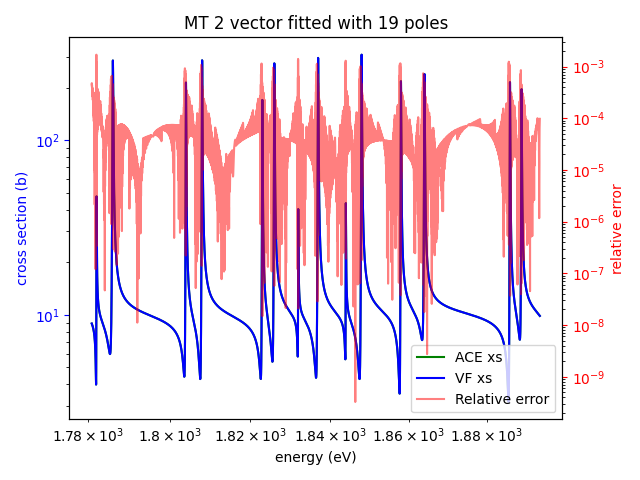 MT 2 vector fitted with 19 poles
cross section (b)
10²
10¹
10⁻³
10⁻⁴
10⁻⁵
10⁻⁶
10⁻⁷
10⁻⁸
10⁻⁹
relative error
ACE xs
VF xs
Relative error
1.78 × 10³ 1.8 × 10³ 1.82 × 10³ 1.84 × 10³ 1.86 × 10³ 1.88 × 10³
energy (eV)